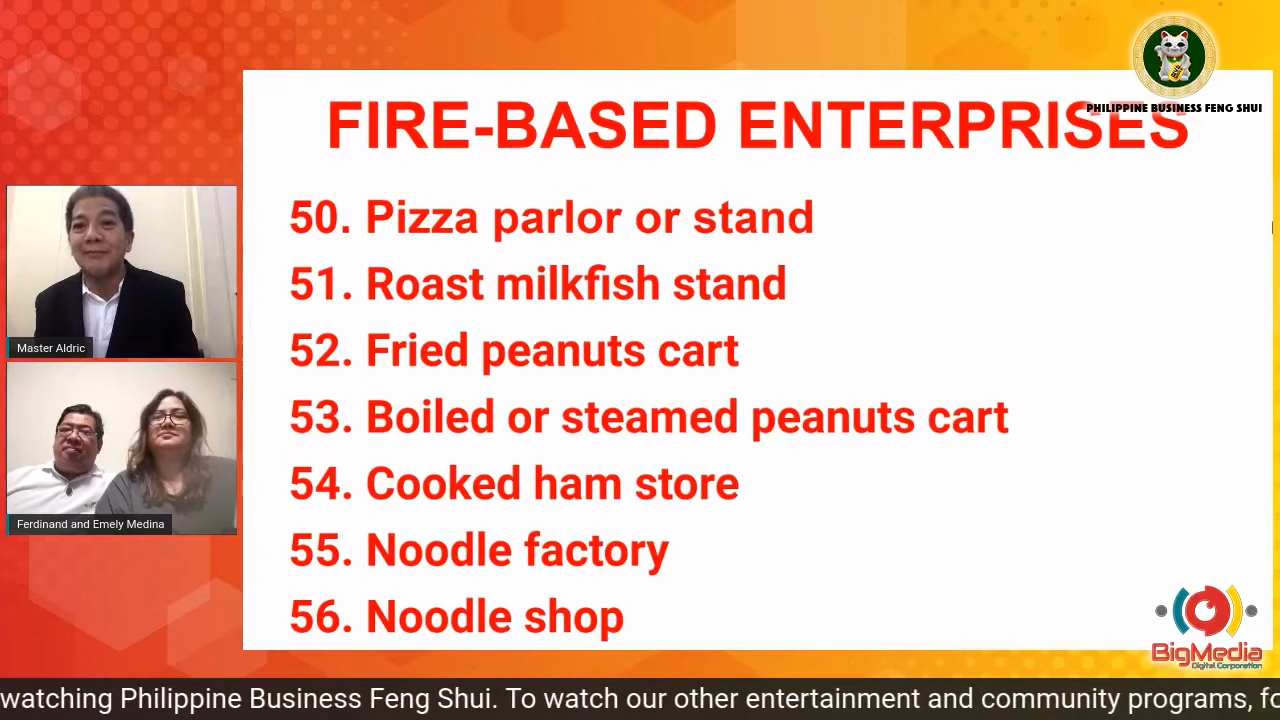 PHILIPPINE BUSINESS FENG SHUI
FIRE-BASED ENTERPRISES
50. Pizza parlor or stand
51. Roast milkfish stand
52. Fried peanuts cart
53. Boiled or steamed peanuts cart
54. Cooked ham store
55. Noodle factory
56. Noodle shop
Master Aldric
Ferdinand and Emely Medina
BigMedia
Digital Corporation
watching Philippine Business Feng Shui. To watch our other entertainment and community programs, fo